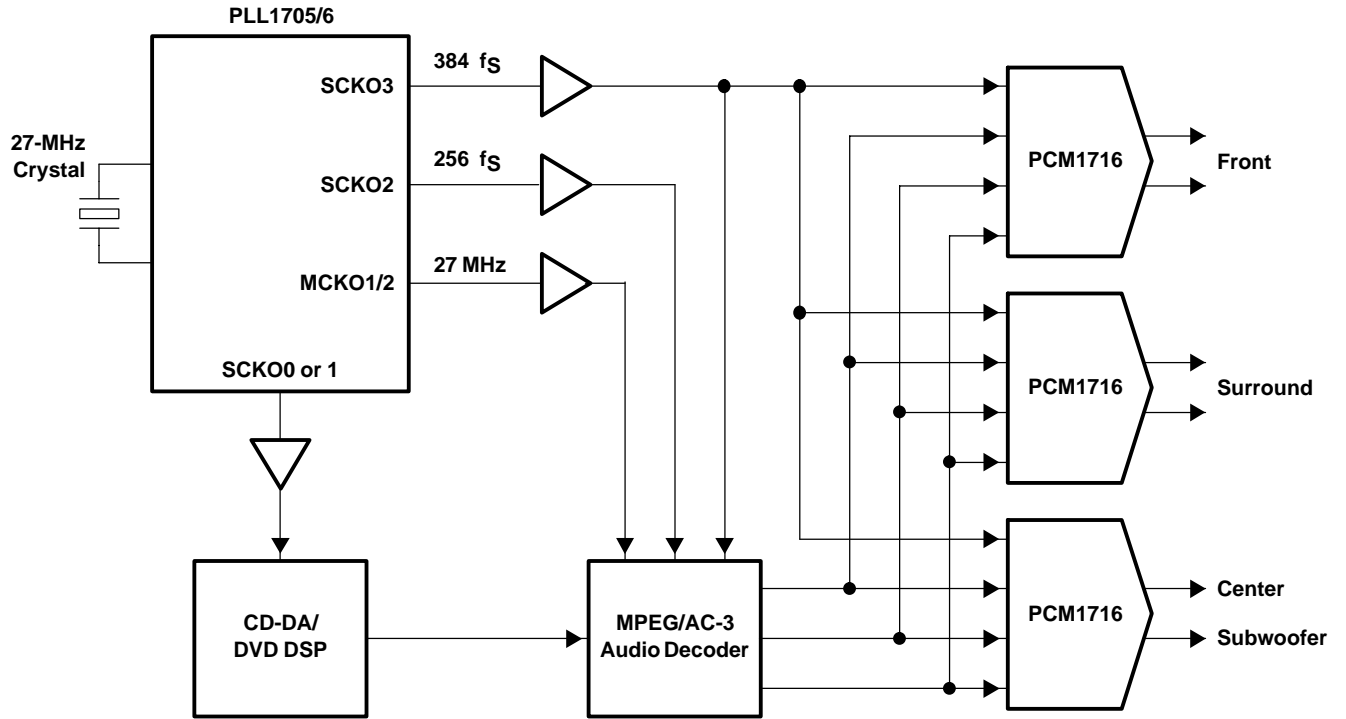 PLL1705/6
384 fS
SCKO3
27-MHz
Crystal
PCM1716
Front
256 fS
SCKO2
27 MHz
MCKO1/2
SCKO0 or 1
PCM1716
Surround
CD-DA/
DVD DSP
MPEG/AC-3
Audio Decoder
PCM1716
Center
Subwoofer